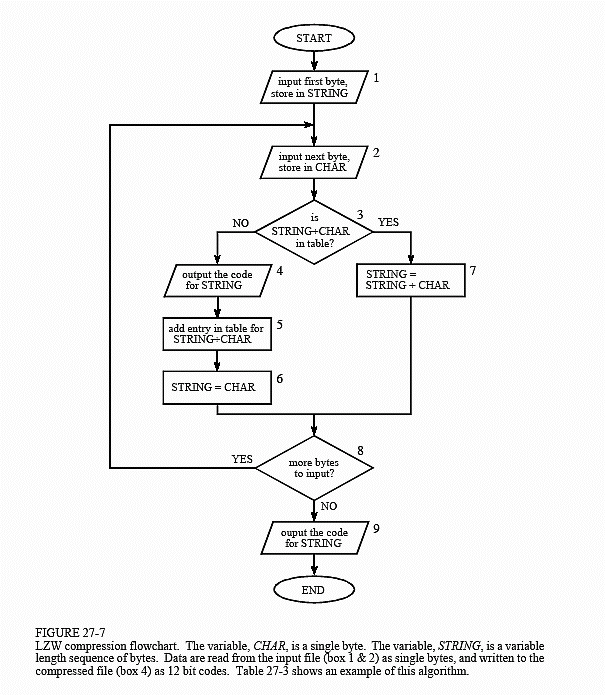 START
1
input first byte,
store in STRING
2
input next byte,
store in CHAR
3
NO
is
YES
STRING+CHAR
in table?
4
output the code
for STRING
7
STRING =
STRING + CHAR
5
add entry in table for
STRING+CHAR
6
STRING = CHAR
8
YES
more bytes
to input?
NO
9
ouput the code
for STRING
END
FIGURE 27-7
LZW compression flowchart. The variable, CHAR, is a single byte. The variable, STRING, is a variable
length sequence of bytes. Data are read from the input file (box 1 & 2) as single bytes, and written to the
compressed file (box 4) as 12 bit codes. Table 27-3 shows an example of this algorithm.